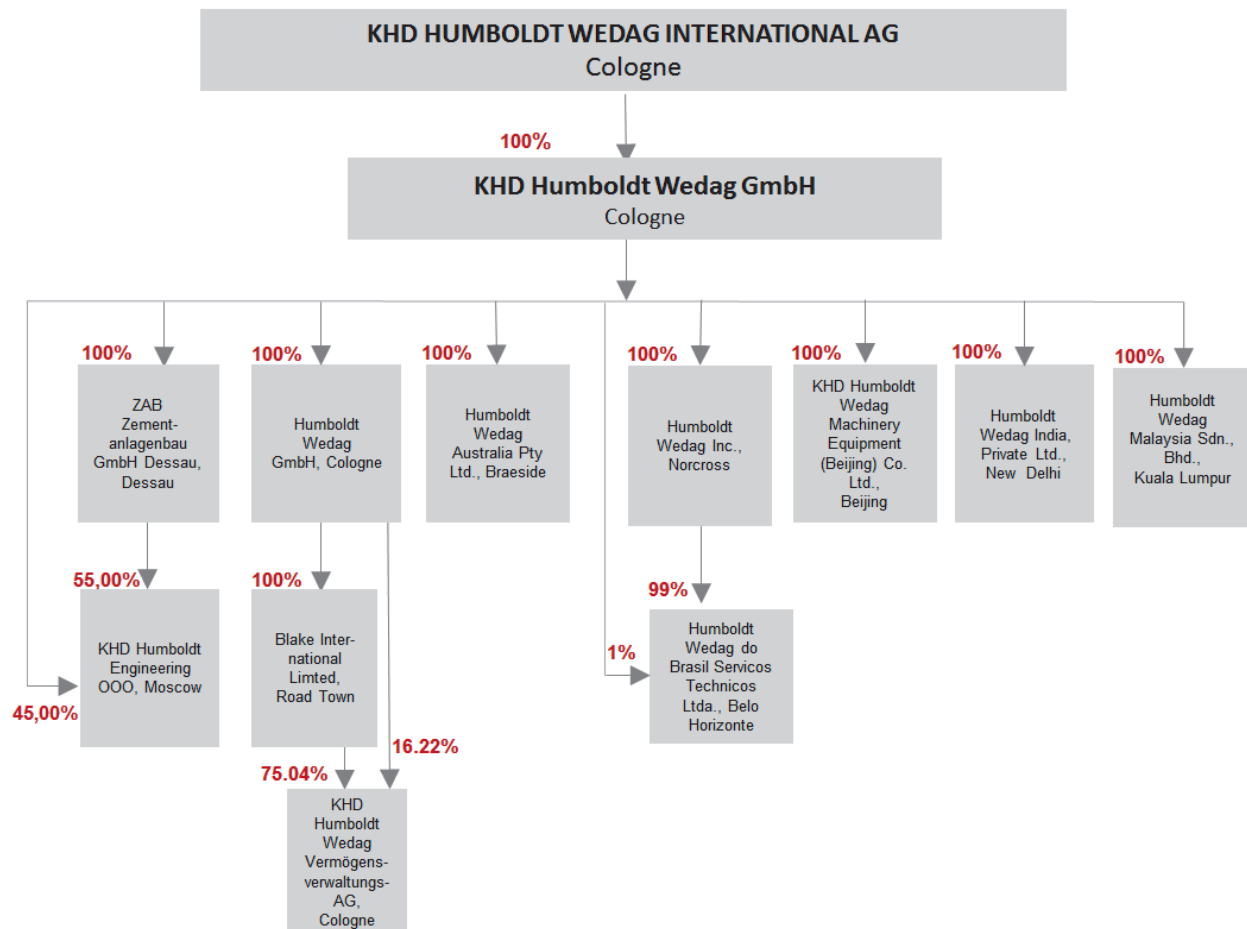 KHD HUMBOLDT WEDAG INTERNATIONAL AG
Cologne
100%
KHD Humboldt Wedag GmbH
Cologne
100%
ZAB
Zement-
anlagenbau
GmbH Dessau,
Dessau
100%
Humboldt
Wedag
GmbH, Cologne
100%
Humboldt
Wedag
Australia Pty
Ltd., Braeside
100%
Humboldt
Wedag Inc.,
Norcross
100%
KHD Humboldt
Wedag
Machinery
Equipment
(Beijing) Co.
Ltd.,
Beijing
100%
Humboldt
Wedag India,
Private Ltd.,
New Delhi
100%
Humboldt
Wedag
Malaysia Sdn.,
Bhd.,
Kuala Lumpur
55,00%
KHD Humboldt
Engineering
OOO, Moscow
45,00%
100%
Blake Inter-
national
Limted,
Road Town
99%
1%
Humboldt
Wedag do
Brasil Servicos
Technicos
Ltda., Belo
Horizonte
75.04%
16.22%
KHD
Humboldt
Wedag
Vermögens-
verwaltungs-
AG,
Cologne